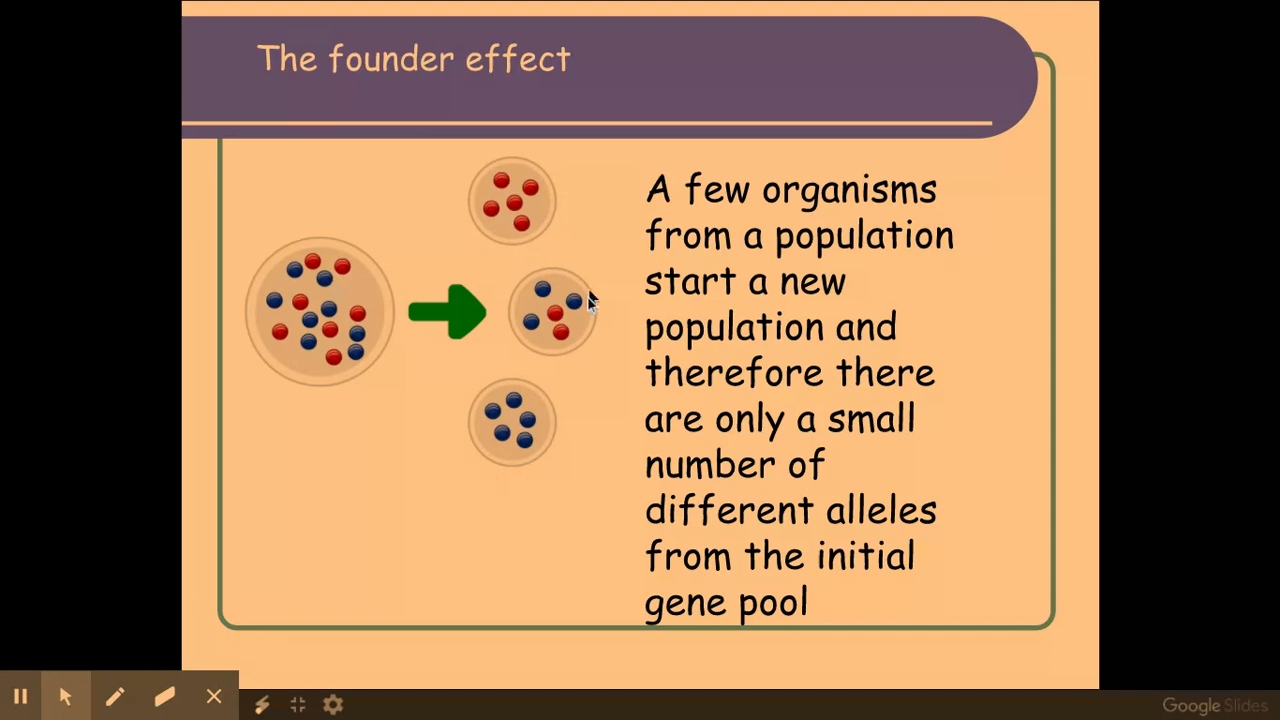 The founder effect
A few organisms
from a population
start a new
population and
therefore there
are only a small
number of
different alleles
from the initial
gene pool
Google Slides